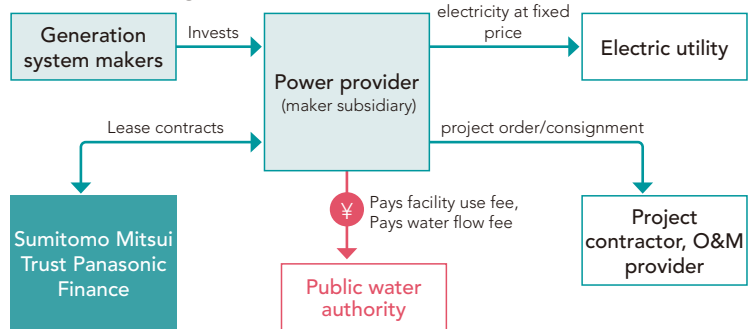 Generation
system makers
Invests
electricity at fixed
price
Electric utility
Power provider
(maker subsidiary)
Lease contracts
project order/consignment
Sumitomo Mitsui
Trust Panasonic
Finance
¥
Pays facility use fee,
Pays water flow fee
Public water
authority
Project
contractor, O&M
provider